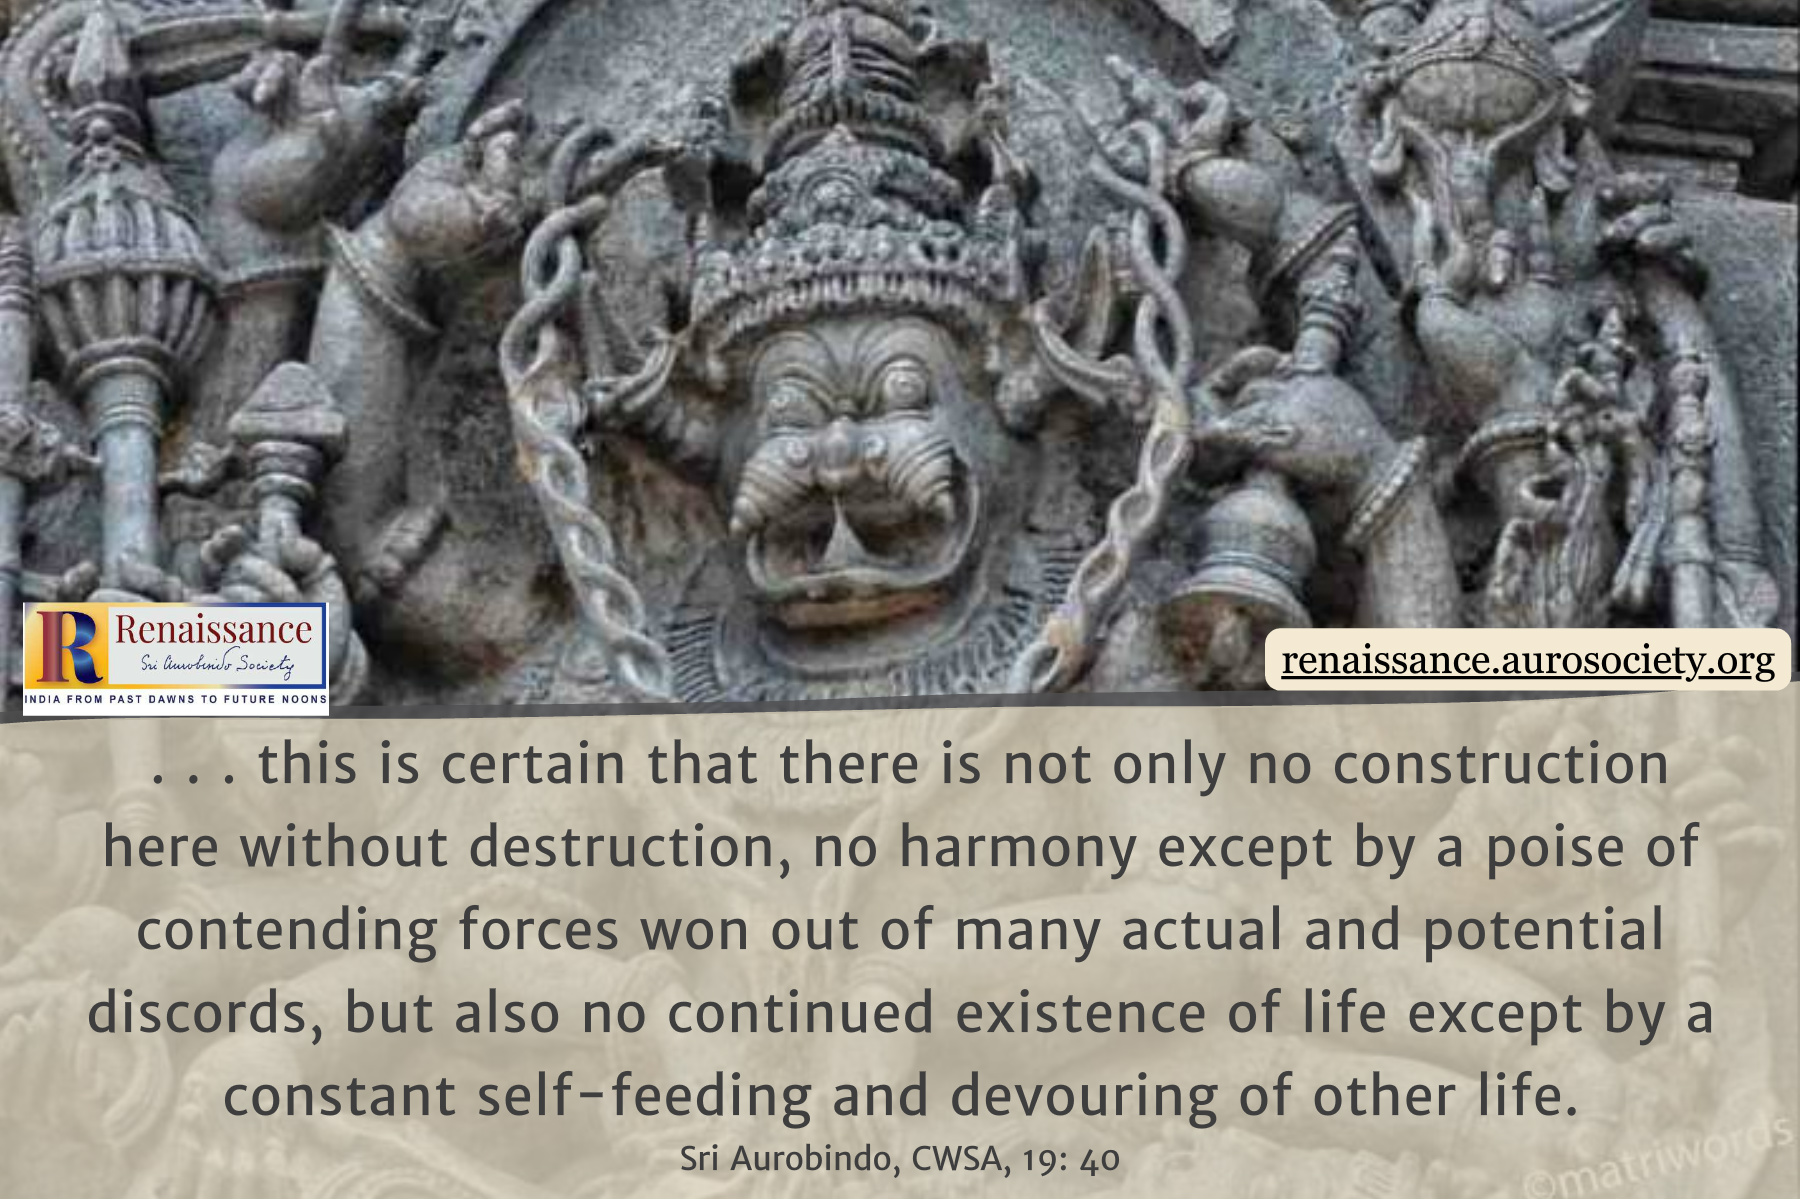 R Renaissance
Sri Aurobindo Society
INDIA FROM PAST DAWNS TO FUTURE NOONS
renaissance.aurosociety.org
. . . this is certain that there is not only no construction
here without destruction, no harmony except by a poise of
contending forces won out of many actual and potential
discords, but also no continued existence of life except by a
constant self-feeding and devouring of other life.
Sri Aurobindo, CWSA, 19: 40
©matriwords